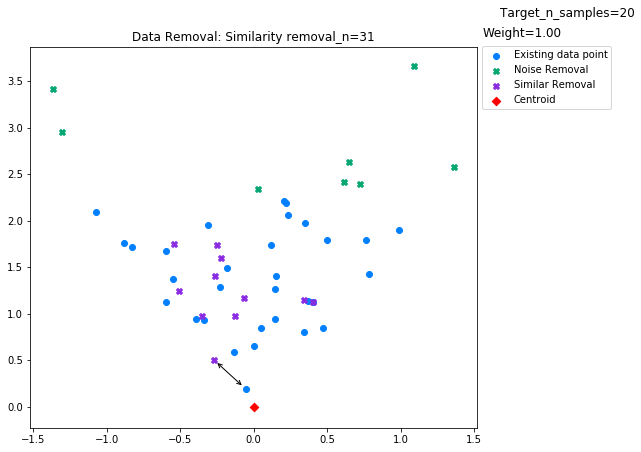 Target_n_samples=20
Weight=1.00
Data Removal: Similarity removal_n=31
Existing data point
Noise Removal
Similar Removal
Centroid
3.5
3.0
2.5
2.0
1.5
1.0
0.5
0.0
−1.5 −1.0 −0.5 0.0 0.5 1.0 1.5